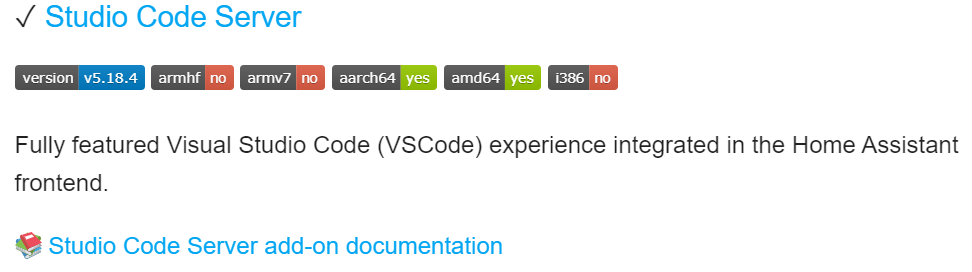 ✓ Studio Code Server
version v5.18.4 armhf no armv7 no aarch64 yes amd64 yes i386 no
Fully featured Visual Studio Code (VSCode) experience integrated in the Home Assistant
frontend.
📚 Studio Code Server add-on documentation